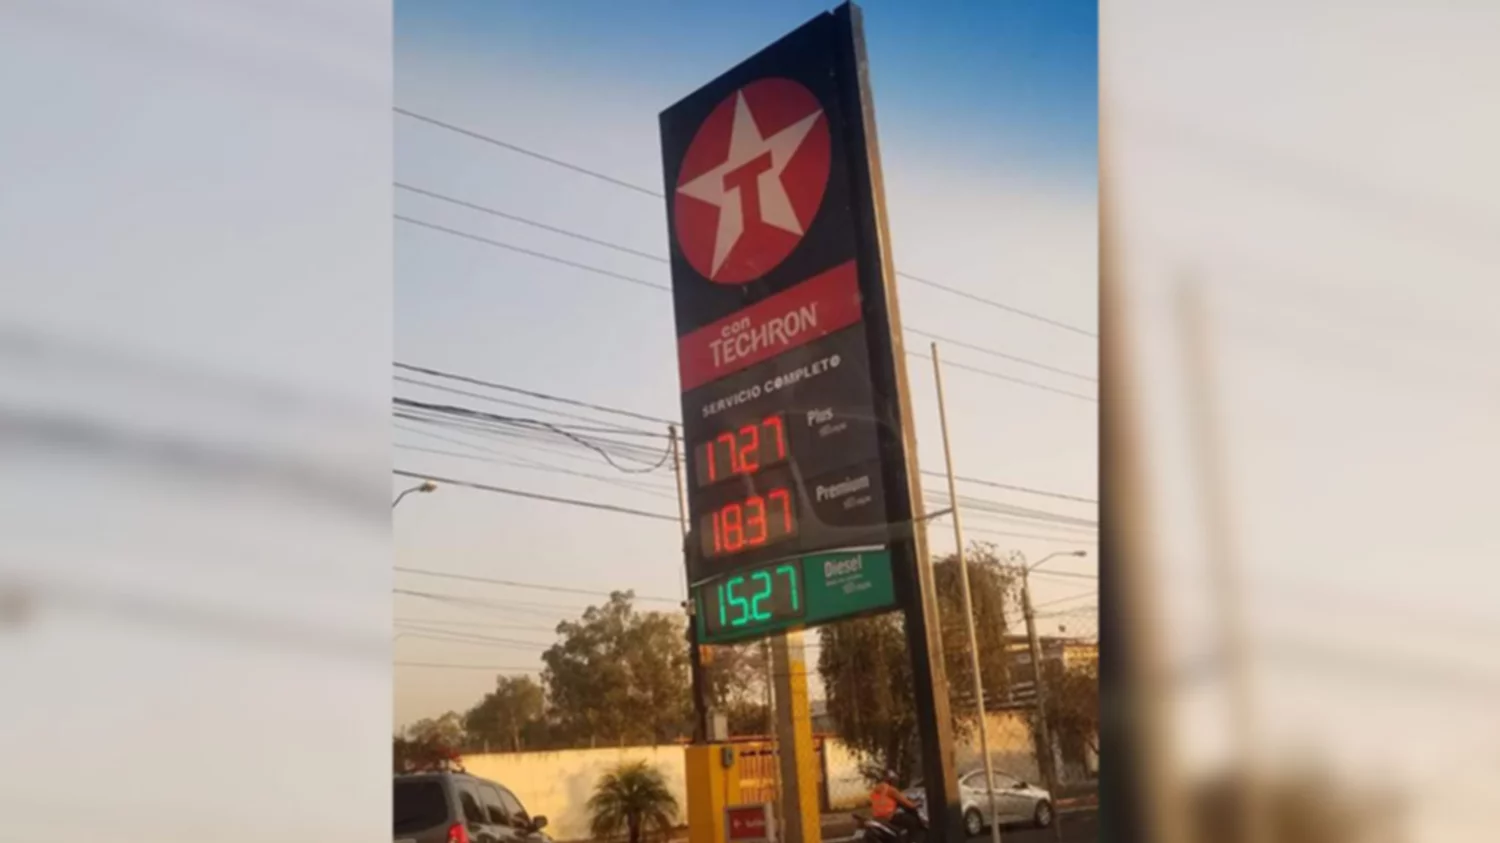 T
con
TECHRON
SERVICIO COMPLETO
17.27 Plus
18.37 Premium
15.27 Diesel